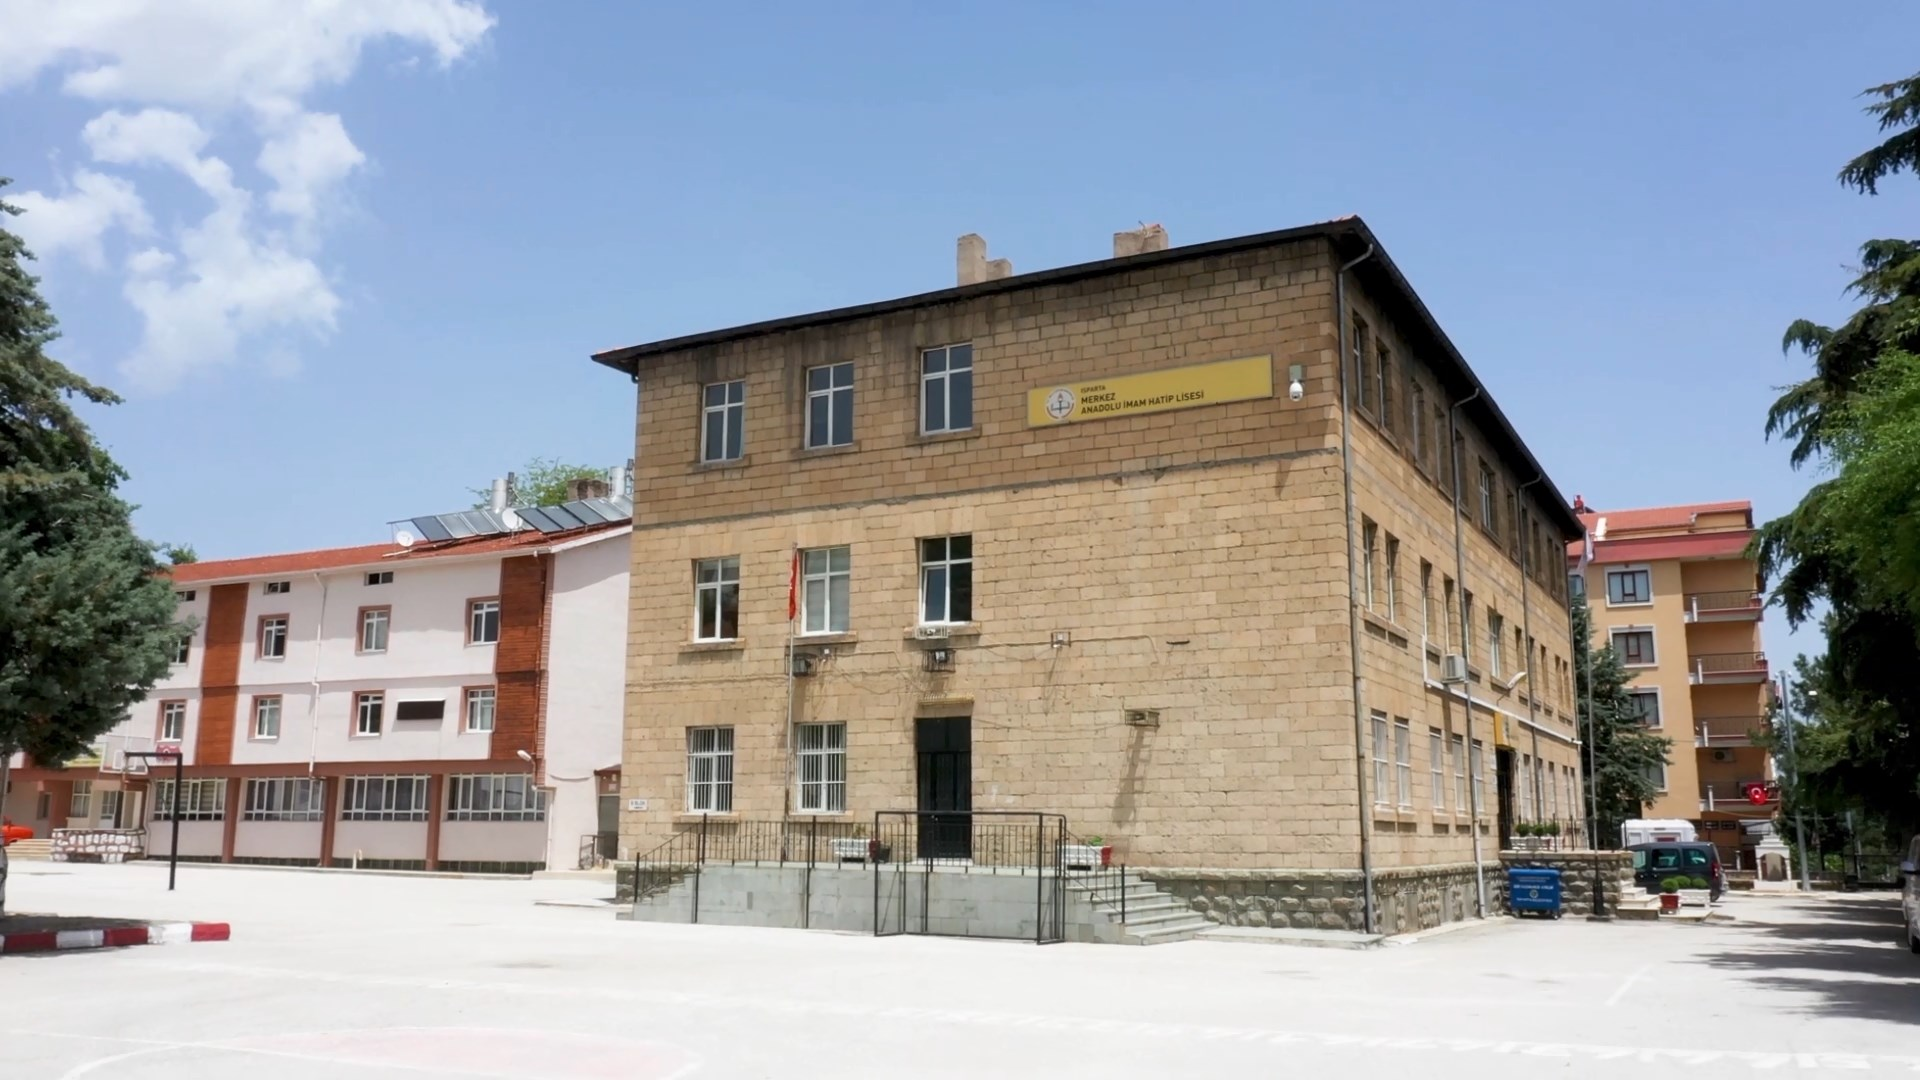 ISPARTA
MERKEZ
ANADOLU İMAM HATİP LİSESİ